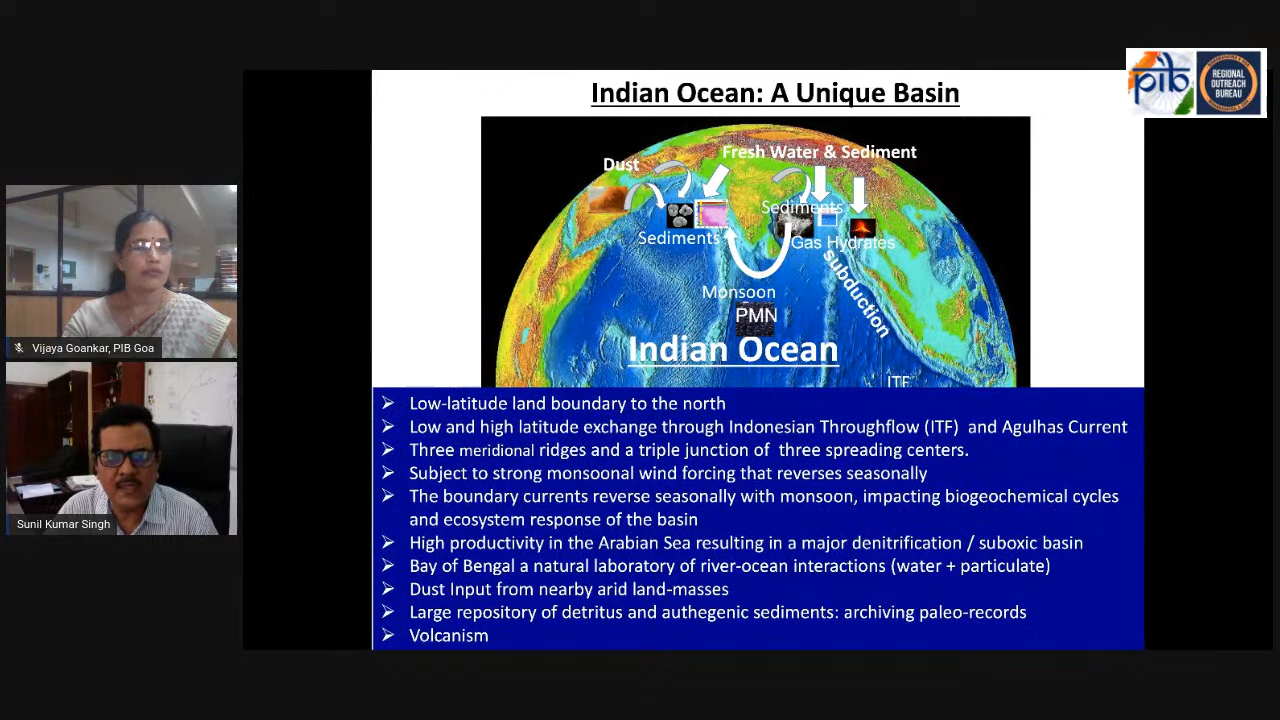 Indian Ocean: A Unique Basin
pib
REGIONAL
OUTREACH
BUREAU
Dust
Fresh Water & Sediment
Sediments
Sediments
Gas Hydrates
subduction
Monsoon
PMN
Indian Ocean
ITF
Vijaya Goankar, PIB Goa
Sunil Kumar Singh
➢ Low-latitude land boundary to the north
➢ Low and high latitude exchange through Indonesian Throughflow (ITF) and Agulhas Current
➢ Three meridional ridges and a triple junction of three spreading centers.
➢ Subject to strong monsoonal wind forcing that reverses seasonally
➢ The boundary currents reverse seasonally with monsoon, impacting biogeochemical cycles
and ecosystem response of the basin
➢ High productivity in the Arabian Sea resulting in a major denitrification / suboxic basin
➢ Bay of Bengal a natural laboratory of river-ocean interactions (water + particulate)
➢ Dust Input from nearby arid land-masses
➢ Large repository of detritus and authegenic sediments: archiving paleo-records
➢ Volcanism